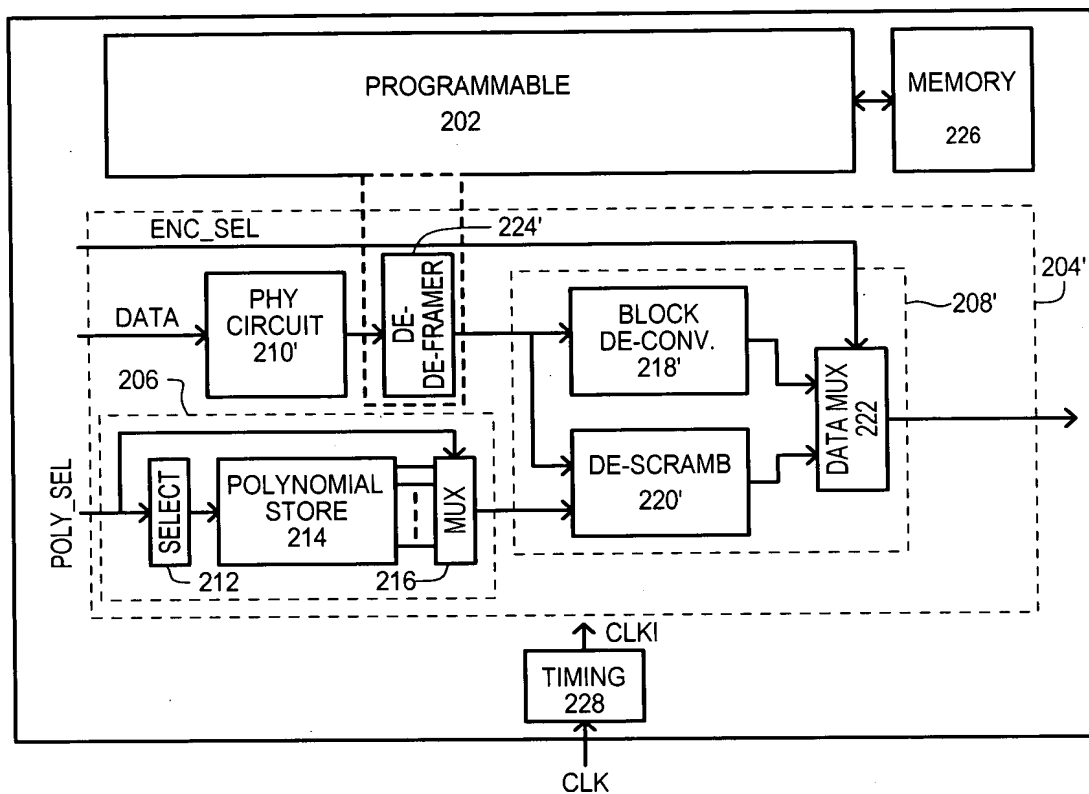 PROGRAMMABLE
202
MEMORY
226
ENC_SEL
224'
204'
208'
DATA
PHY
CIRCUIT
210'
DE-
DE-FRAMER
BLOCK
DE-CONV.
218'
DATA MUX
222
206
POLY_SEL
SELECT
POLYNOMIAL
STORE
214
MUX
DE-SCRAMB
220'
212
216
CLKI
TIMING
228
CLK